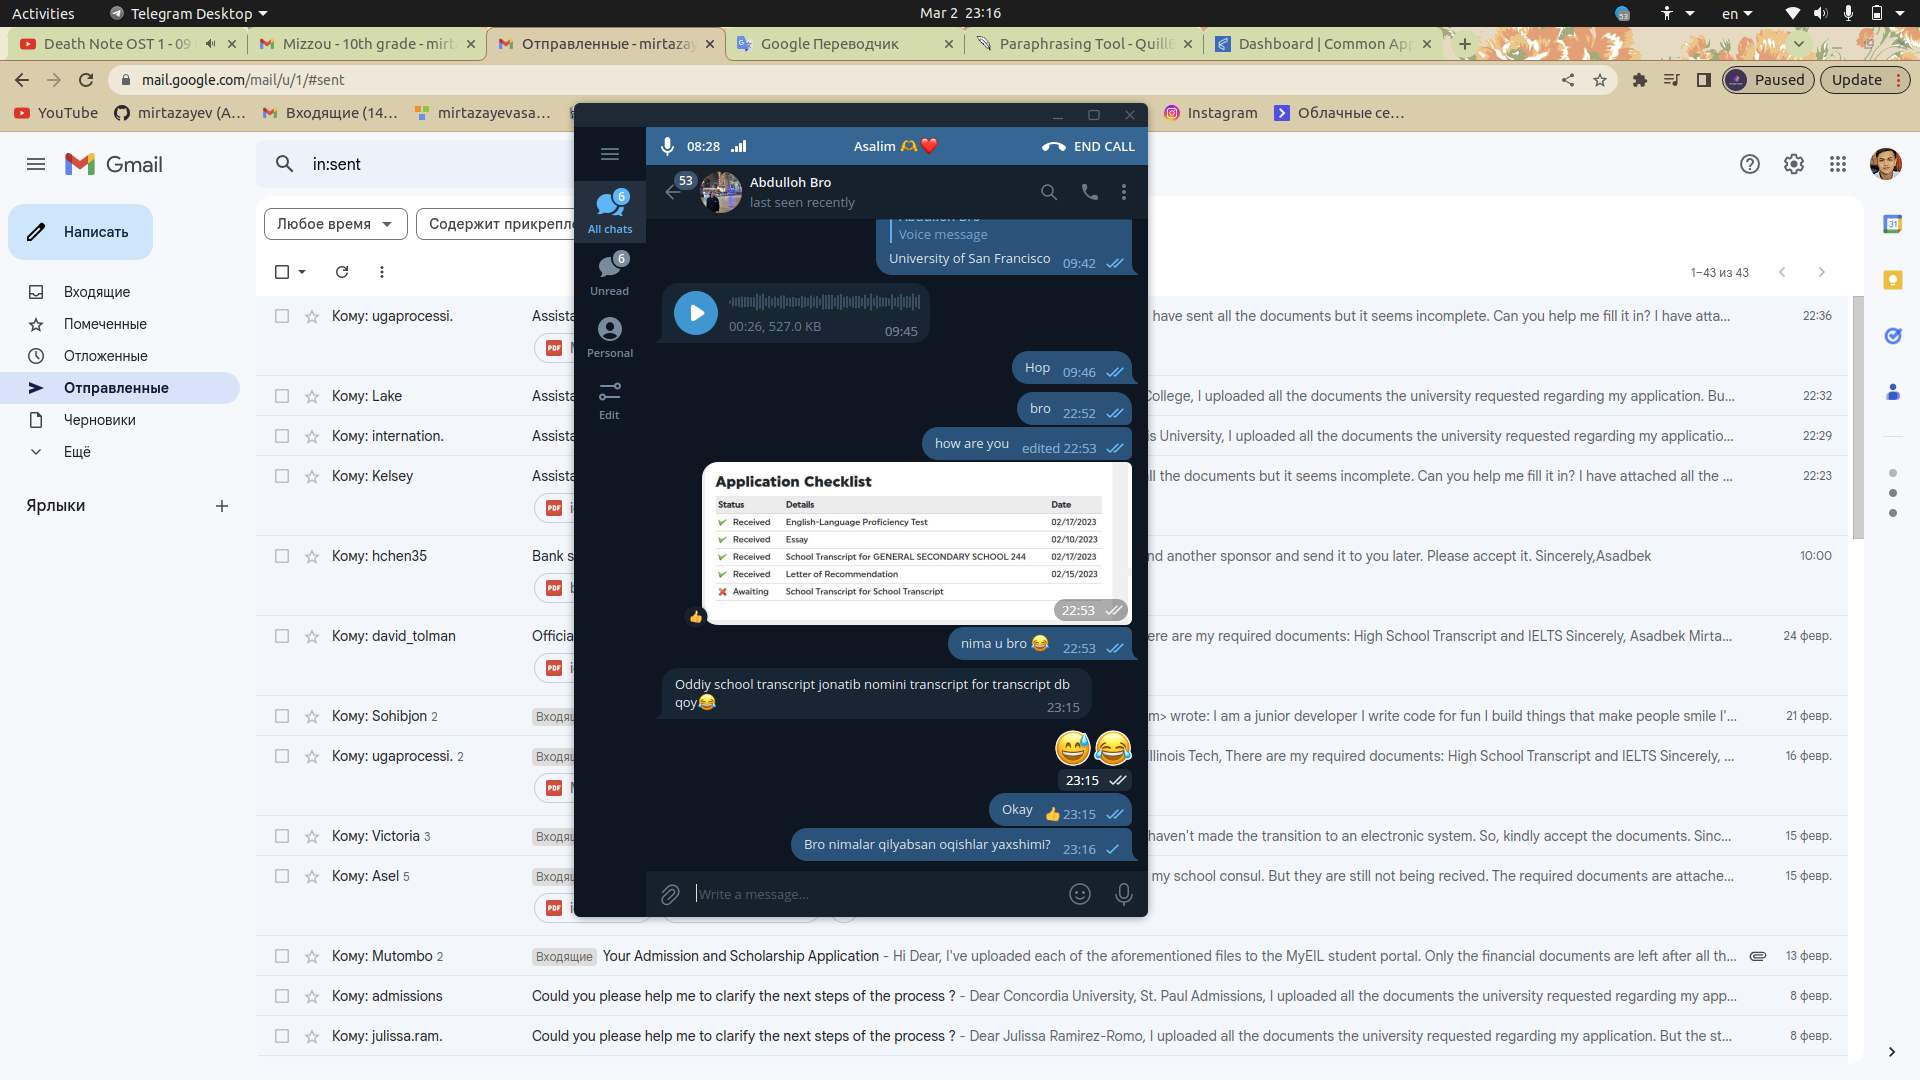 Activities
Telegram Desktop
Mar 2 23:16
en
Death Note OST 1 - 09
Mizzou - 10th grade - mirta
Отправленные - mirtazay
Google Переводчик
Paraphrasing Tool - QuillB
Dashboard | Common App
mail.google.com/mail/u/1/#sent
Paused
Update
YouTube
mirtazayev (A...
Входящие (14...
mirtazayevasa...
Instagram
Облачные се...
Gmail
in:sent
Любое время
Содержит прикрепле
1–43 из 43
Написать
Входящие
Помеченные
Отложенные
Отправленные
Черновики
Ещё
Ярлыки
Кому: ugaprocessi.
Assista
PDF
have sent all the documents but it seems incomplete. Can you help me fill it in? I have atta...
22:36
Кому: Lake
Assista
College, I uploaded all the documents the university requested regarding my application. Bu...
22:32
Кому: internation.
Assista
is University, I uploaded all the documents the university requested regarding my applicatio...
22:29
Кому: Kelsey
Assista
PDF
ll the documents but it seems incomplete. Can you help me fill it in? I have attached all the ...
22:23
Кому: hchen35
Bank s
PDF
nd another sponsor and send it to you later. Please accept it. Sincerely,Asadbek
10:00
Кому: david_tolman
Officia
PDF
ere are my required documents: High School Transcript and IELTS Sincerely, Asadbek Mirta...
24 февр.
Кому: Sohibjon 2
Входящ
m> wrote: I am a junior developer I write code for fun I build things that make people smile I'...
21 февр.
Кому: ugaprocessi. 2
Входящ
PDF
Illinois Tech, There are my required documents: High School Transcript and IELTS Sincerely, ...
16 февр.
Кому: Victoria 3
Входящ
haven't made the transition to an electronic system. So, kindly accept the documents. Sinc...
15 февр.
Кому: Asel 5
Входящ
PDF
my school consul. But they are still not being recived. The required documents are attache...
15 февр.
Кому: Mutombo 2
Входящие Your Admission and Scholarship Application - Hi Dear, I've uploaded each of the aforementioned files to the MyEIL student portal. Only the financial documents are left after all th...
13 февр.
Кому: admissions
Could you please help me to clarify the next steps of the process ? - Dear Concordia University, St. Paul Admissions, I uploaded all the documents the university requested regarding my app...
8 февр.
Кому: julissa.ram.
Could you please help me to clarify the next steps of the process ? - Dear Julissa Ramirez-Romo, I uploaded all the documents the university requested regarding my application. But the st...
8 февр.
08:28
Asalim 🫶❤️
END CALL
6
All chats
6
Unread
Personal
Edit
53
Abdulloh Bro
last seen recently
Voice message
University of San Francisco 09:42
00:26, 527.0 KB
09:45
Hop 09:46
bro 22:52
how are you edited 22:53
Application Checklist
Status Details Date
Received English-Language Proficiency Test 02/17/2023
Received Essay 02/10/2023
Received School Transcript for GENERAL SECONDARY SCHOOL 244 02/17/2023
Received Letter of Recommendation 02/15/2023
Awaiting School Transcript for School Transcript
22:53
👍
nima u bro 😂 22:53
Oddiy school transcript jonatib nomini transcript for transcript db
qoy😂
23:15
😅😂
23:15
Okay 👍 23:15
Bro nimalar qilyabsan oqishlar yaxshimi? 23:16
Write a message...